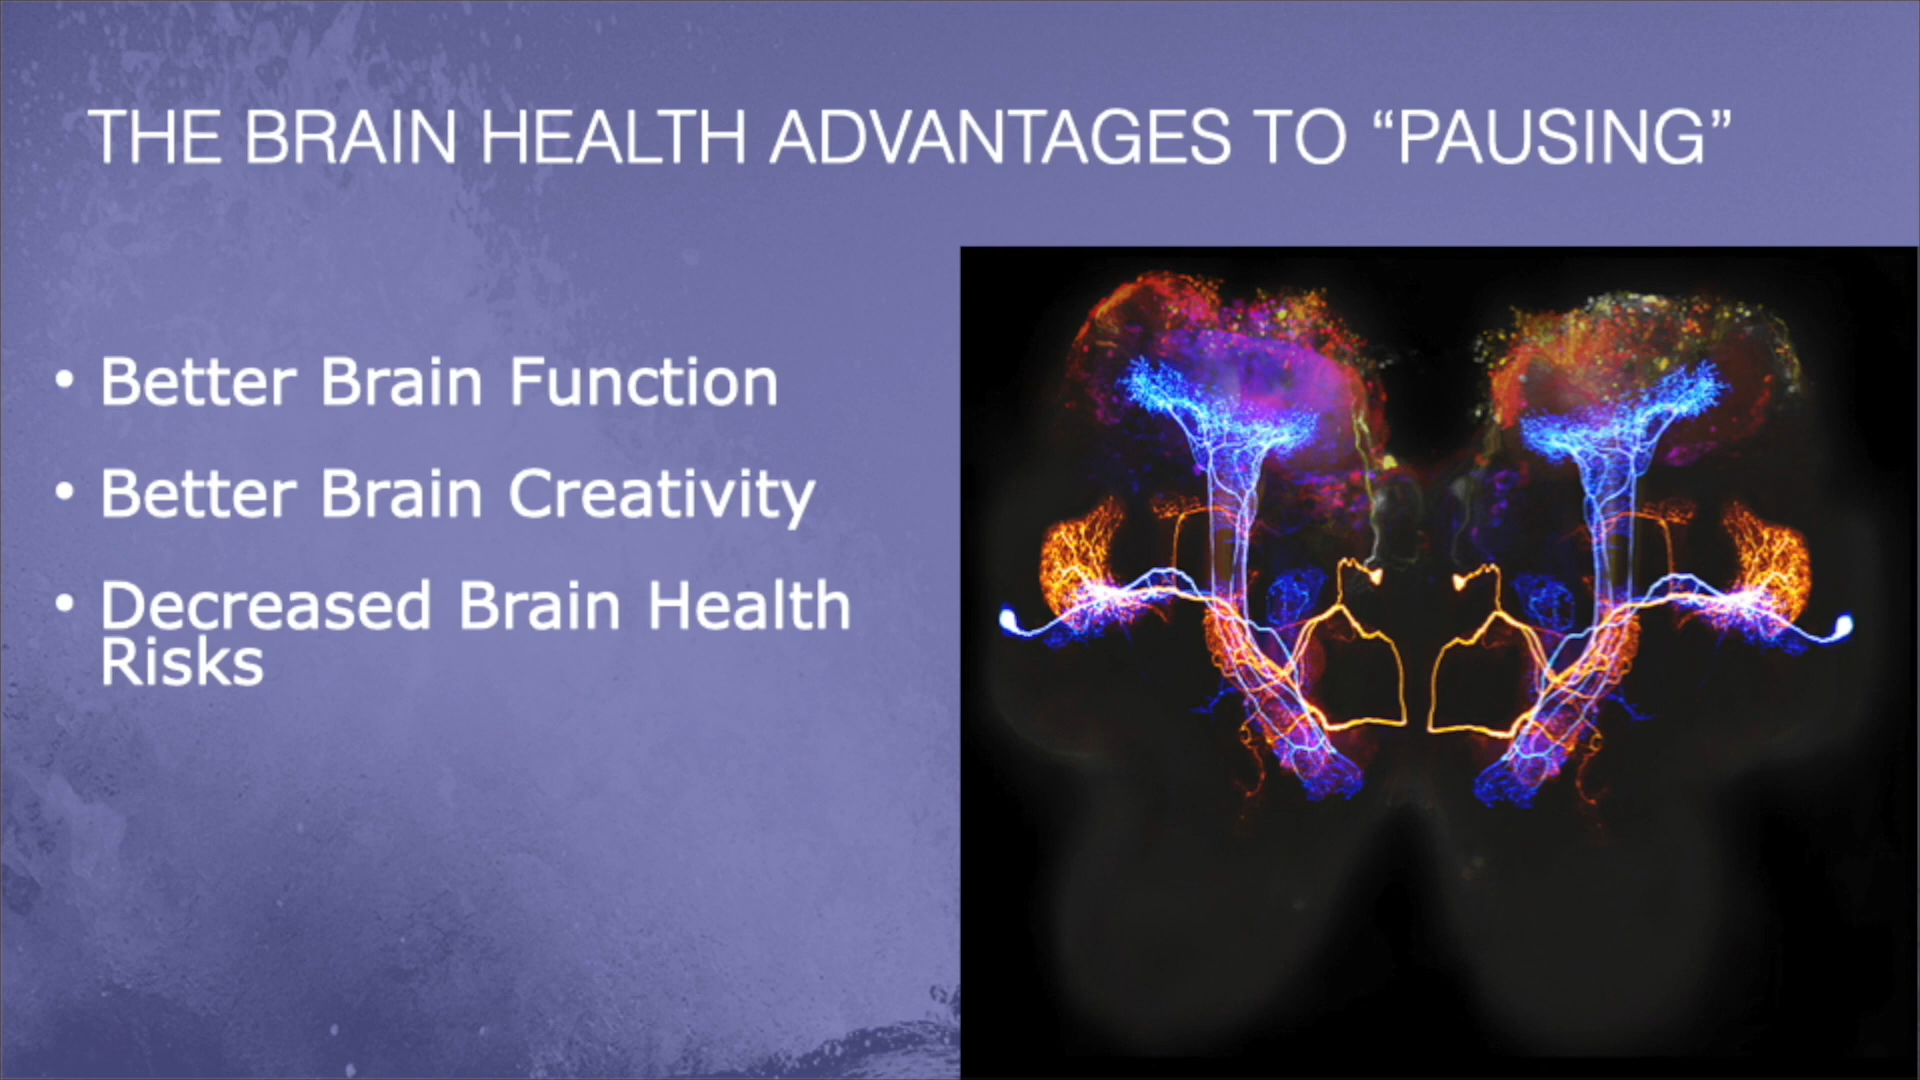 THE BRAIN HEALTH ADVANTAGES TO “PAUSING”
• Better Brain Function
• Better Brain Creativity
• Decreased Brain Health
Risks